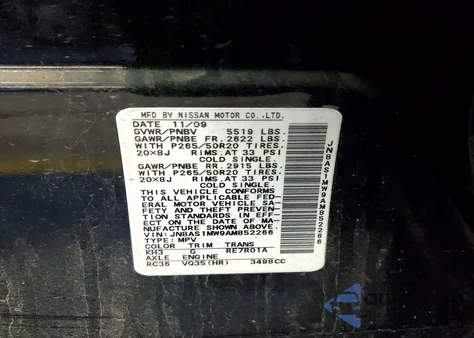 MFD BY NISSAN MOTOR CO.,LTD.
DATE 11/09
GVWR/PNBV 5519 LBS.
GAWR/PNBE FR. 2622 LBS.
WITH P265/50R20 TIRES.
20X8J RIMS.AT 33 PSI
COLD SINGLE.
GAWR/PNBE RR. 2915 LBS.
WITH P265/50R20 TIRES.
20X8J RIMS.AT 33 PSI
COLD SINGLE.
THIS VEHICLE CONFORMS
TO ALL APPLICABLE FED-
ERAL MOTOR VEHICLE SA-
FETY AND THEFT PREVEN-
TION STANDARDS IN EFF-
ECT ON THE DATE OF MA-
NUFACTURE SHOWN ABOVE
VIN:JN8AS1MW9AM852266
TYPE:MPV
COLOR TRIM TRANS
KH3 G RE7R01A
AXLE ENGINE
RC36 VQ35(HR) 3498CC
JN8AS1MW9AM852266